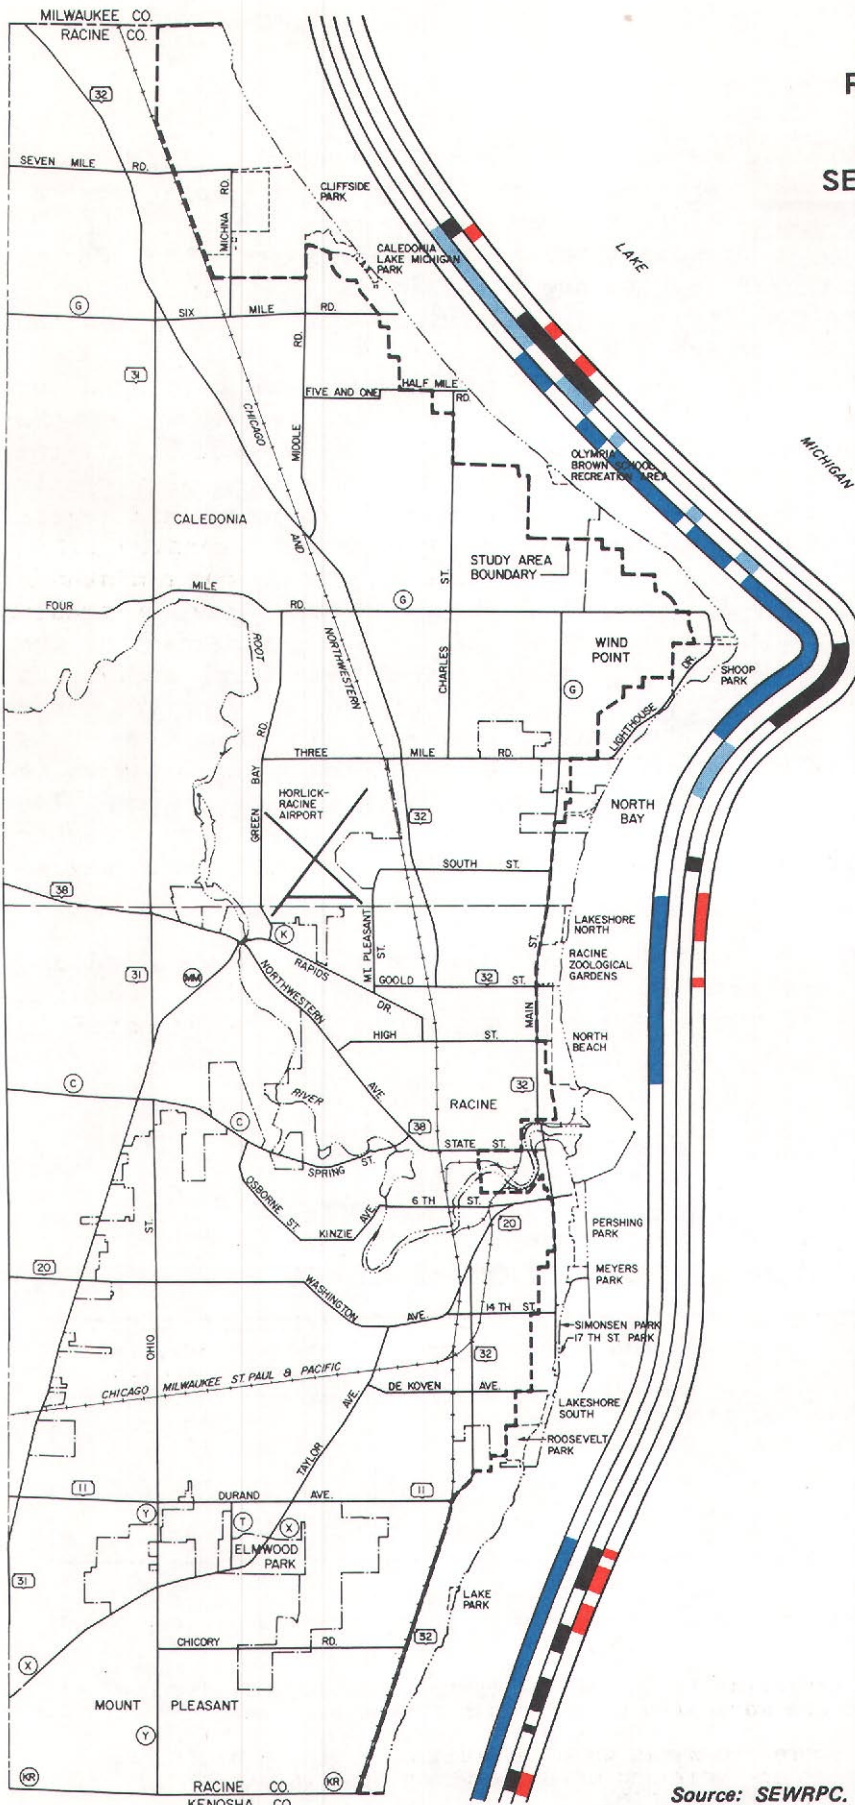 MILWAUKEE CO.
RACINE CO.
32
SEVEN MILE RD.
MICHNA RD.
CLIFFSIDE
PARK
LAKE
SE
CALEDONIA
LAKE MICHIGAN
PARK
G
SIX MILE RD.
31
MIDDLE RD.
FIVE AND ONE HALF MILE
RD.
CHICAGO AND NORTHWESTERN
MICHIGAN
OLYMPIA
BROWN SCHOOL
RECREATION AREA
CALEDONIA
STUDY AREA
BOUNDARY
FOUR MILE RD.
G
ROOT
CHARLES ST.
WIND
POINT
G
SHOOP
PARK
LIGHTHOUSE DR.
THREE MILE RD.
GREEN BAY RD.
HORLICK-
RACINE
AIRPORT
NORTH
BAY
32
SOUTH ST.
38
MT. PLEASANT ST.
LAKESHORE
NORTH
K
RAPIDS DR.
RACINE
ZOOLOGICAL
GARDENS
31
MM
NORTHWESTERN AVE.
GOOLD 32 ST.
MAIN ST.
HIGH ST.
NORTH
BEACH
C
RIVER
32
RACINE
C
38
STATE ST.
SPRING ST.
OSBORNE ST.
KINZIE AVE.
6 TH ST.
20
PERSHING
PARK
MEYERS
PARK
20
WASHINGTON AVE.
14 TH ST.
SIMONSEN PARK
17 TH ST. PARK
OHIO ST.
32
CHICAGO MILWAUKEE ST. PAUL & PACIFIC
DE KOVEN AVE.
LAKESHORE
SOUTH
ROOSEVELT
PARK
TAYLOR AVE.
11
DURAND AVE.
11
Y
T
X
ELMWOOD
PARK
31
LAKE
PARK
32
CHICORY RD.
X
MOUNT PLEASANT
Y
KR
RACINE CO.
KR
KENOSHA CO.
Source: SEWRPC.